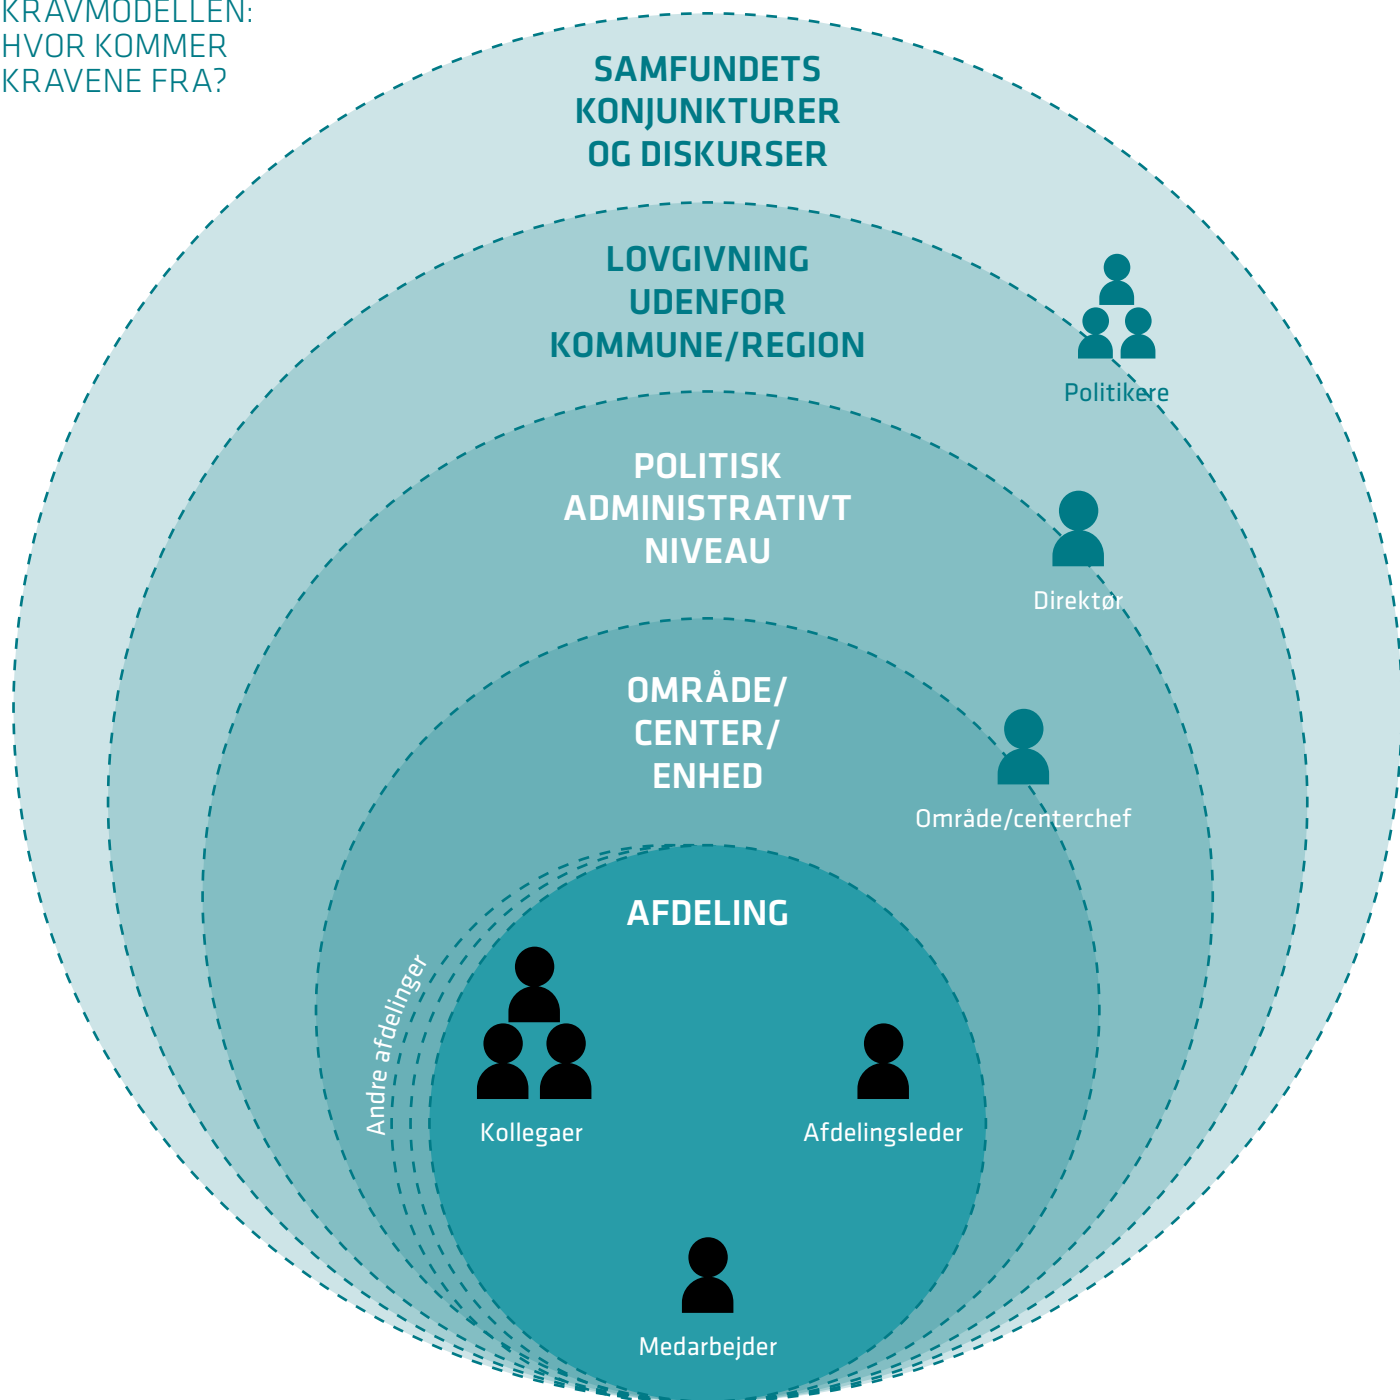 KRAVMODELLEN:
HVOR KOMMER
KRAVENE FRA?
SAMFUNDETS
KONJUNKTURER
OG DISKURSER
LOVGIVNING
UDENFOR
KOMMUNE/REGION
Politikere
POLITISK
ADMINISTRATIVT
NIVEAU
Direktør
OMRÅDE/
CENTER/
ENHED
Område/centerchef
AFDELING
Andre afdelinger
Kollegaer
Afdelingsleder
Medarbejder